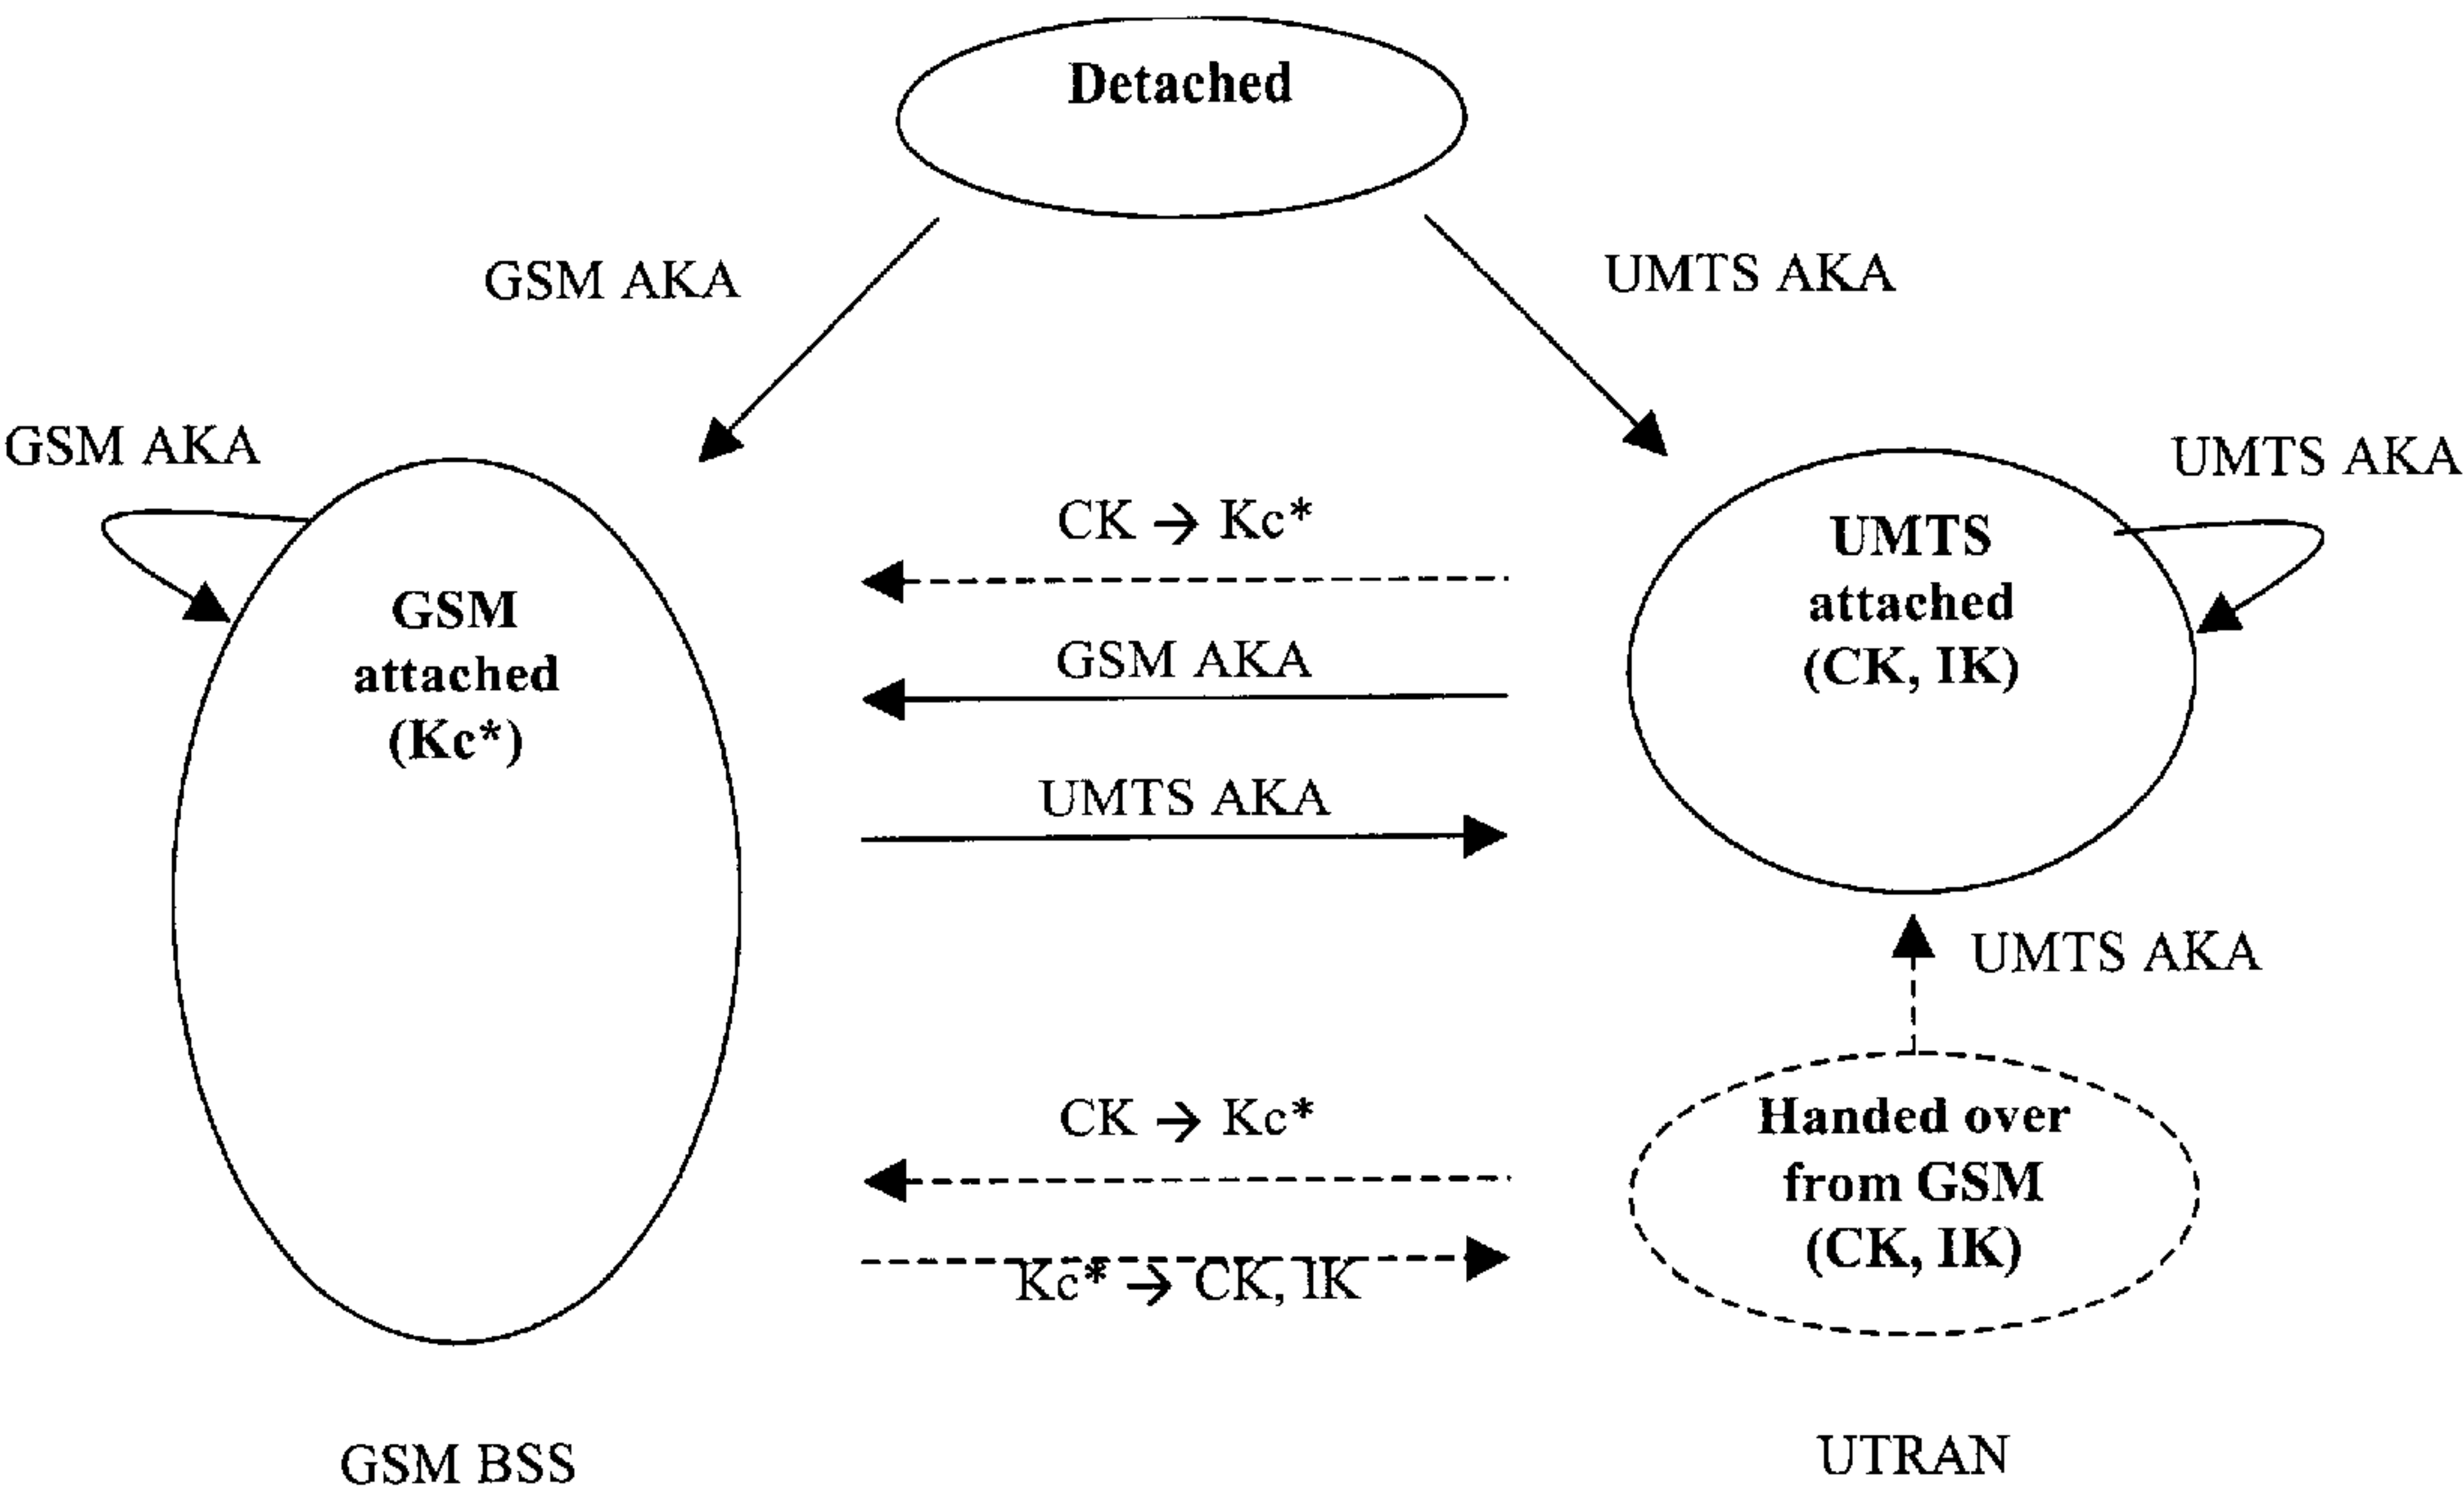 Detached
GSM AKA
UMTS AKA
GSM AKA
UMTS AKA
CK → Kc*
UMTS
attached
(CK, IK)
GSM
attached
(Kc*)
GSM AKA
UMTS AKA
UMTS AKA
CK → Kc*
Handed over
from GSM
(CK, IK)
Kc* → CK, IK
GSM BSS
UTRAN